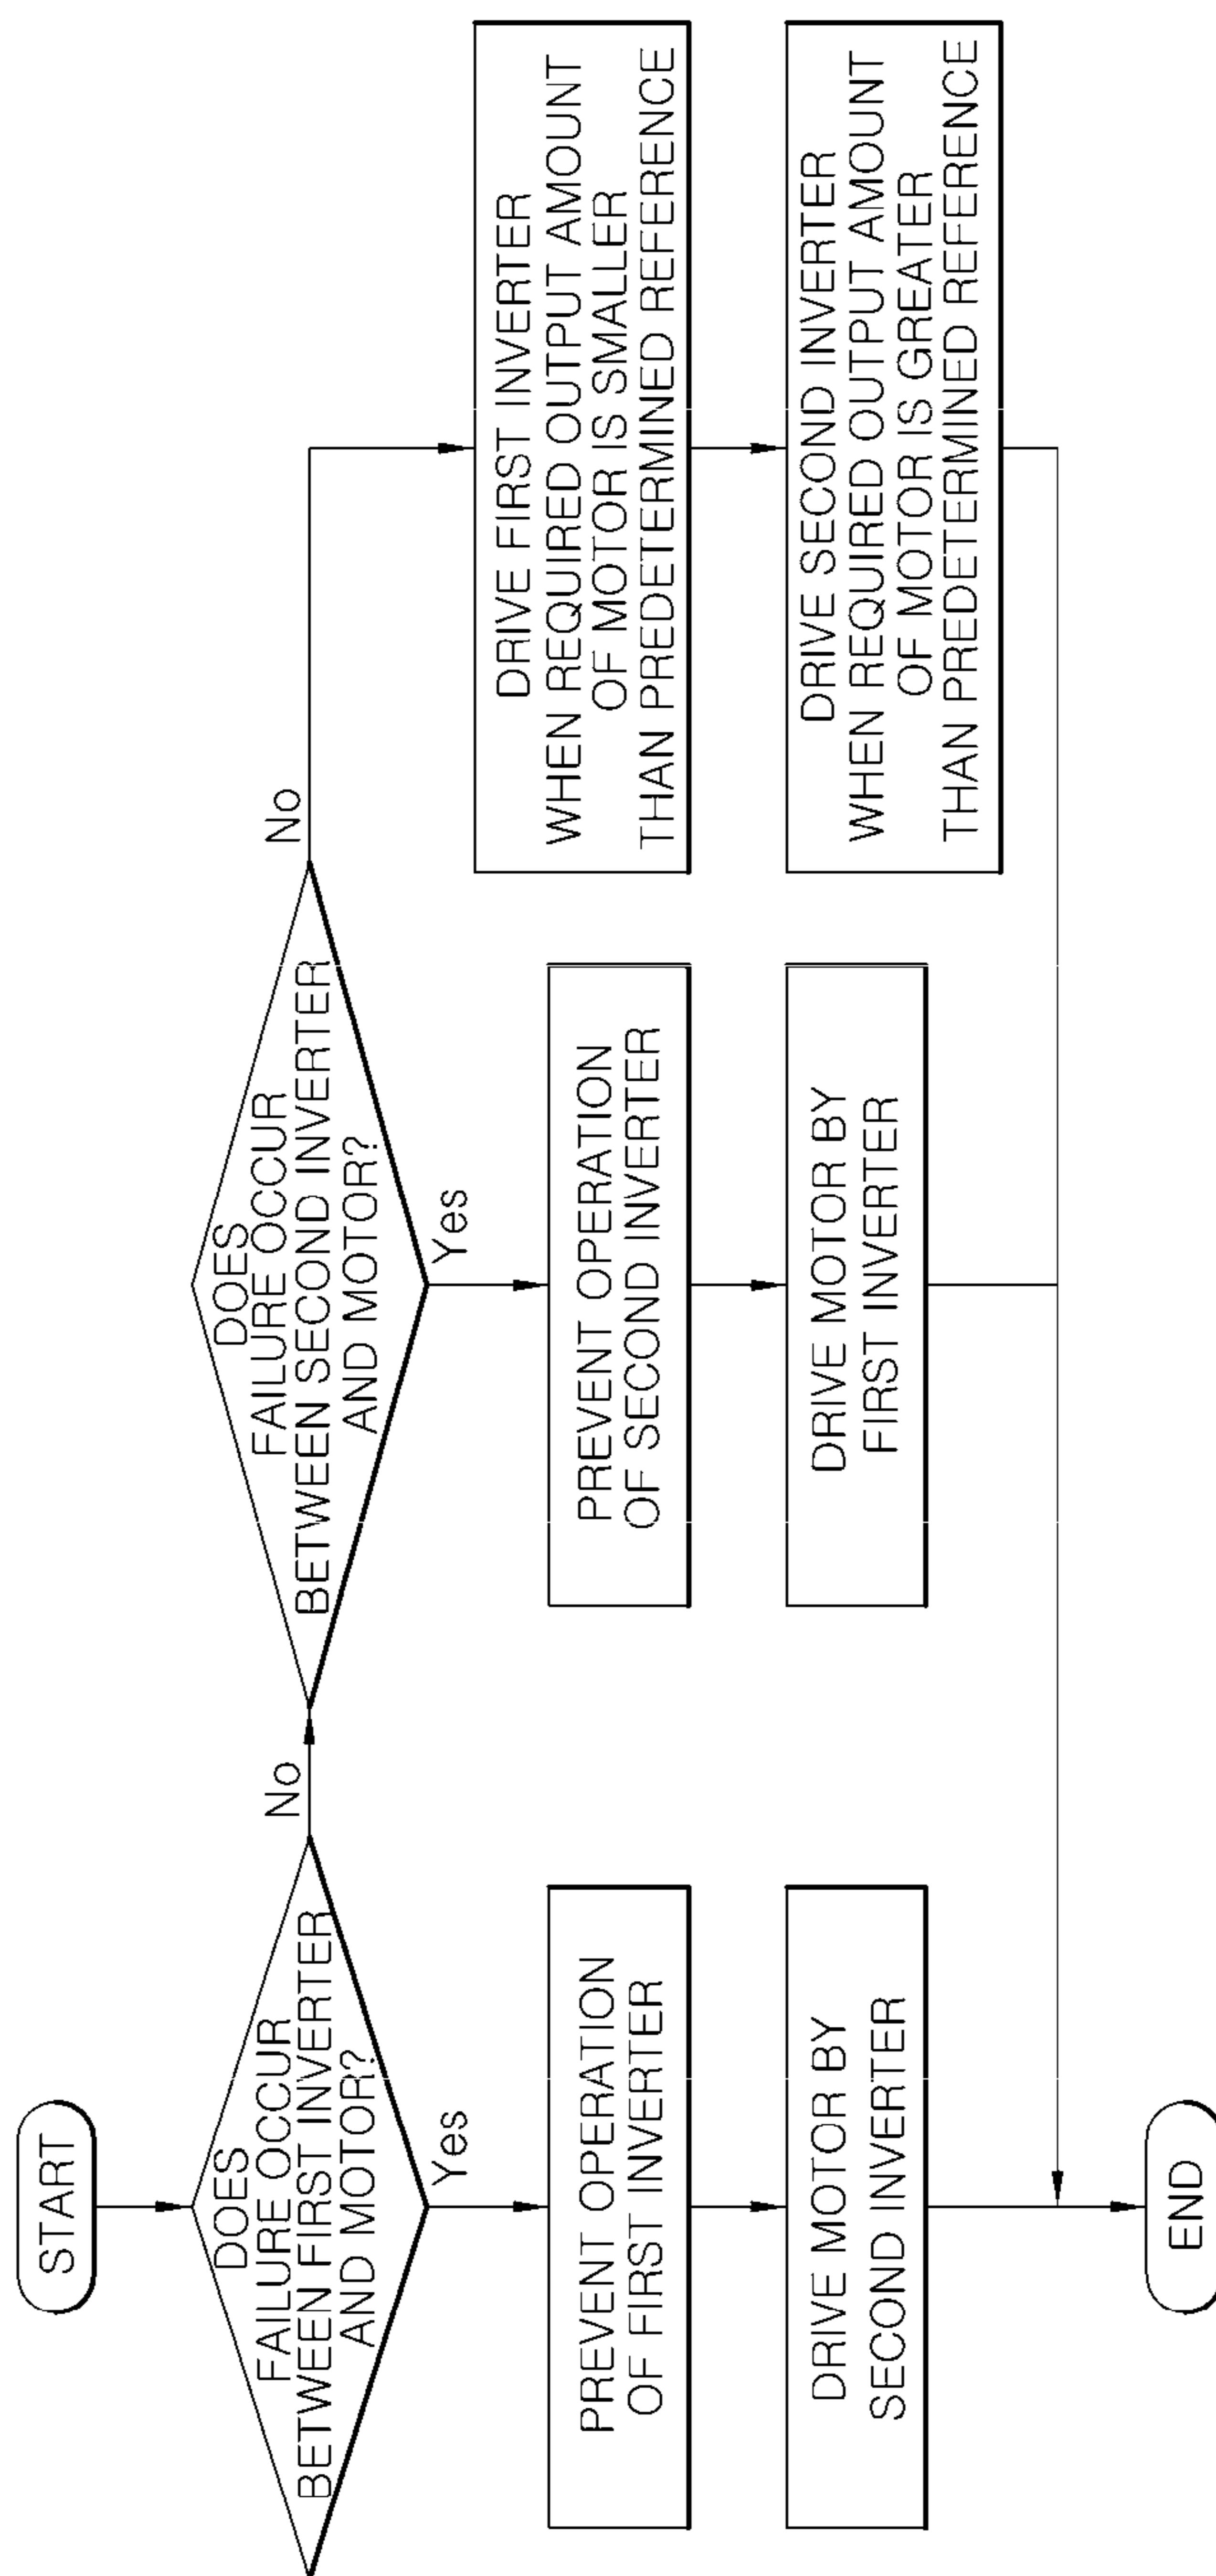 START
DOES
FAILURE OCCUR
BETWEEN FIRST INVERTER
AND MOTOR?
No
Yes
PREVENT OPERATION
OF FIRST INVERTER
DRIVE MOTOR BY
SECOND INVERTER
DOES
FAILURE OCCUR
BETWEEN SECOND INVERTER
AND MOTOR?
No
Yes
PREVENT OPERATION
OF SECOND INVERTER
DRIVE MOTOR BY
FIRST INVERTER
DRIVE FIRST INVERTER
WHEN REQUIRED OUTPUT AMOUNT
OF MOTOR IS SMALLER
THAN PREDETERMINED REFERENCE
DRIVE SECOND INVERTER
WHEN REQUIRED OUTPUT AMOUNT
OF MOTOR IS GREATER
THAN PREDETERMINED REFERENCE
END